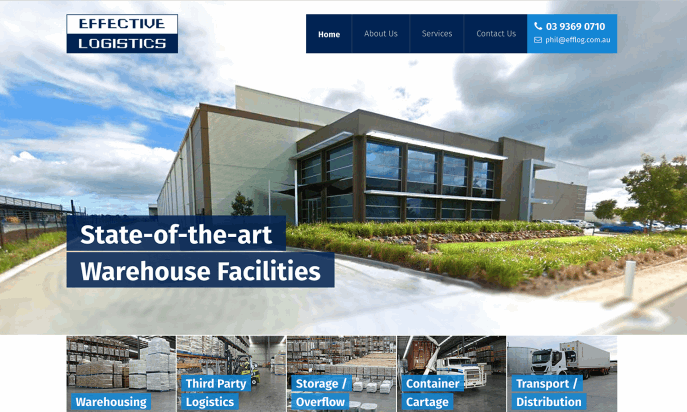 EFFECTIVE
LOGISTICS
Home
About Us
Services
Contact Us
03 9369 0710
phil@efflog.com.au
State-of-the-art
Warehouse Facilities
Warehousing
Third Party
Logistics
Storage /
Overflow
Container
Cartage
Transport /
Distribution